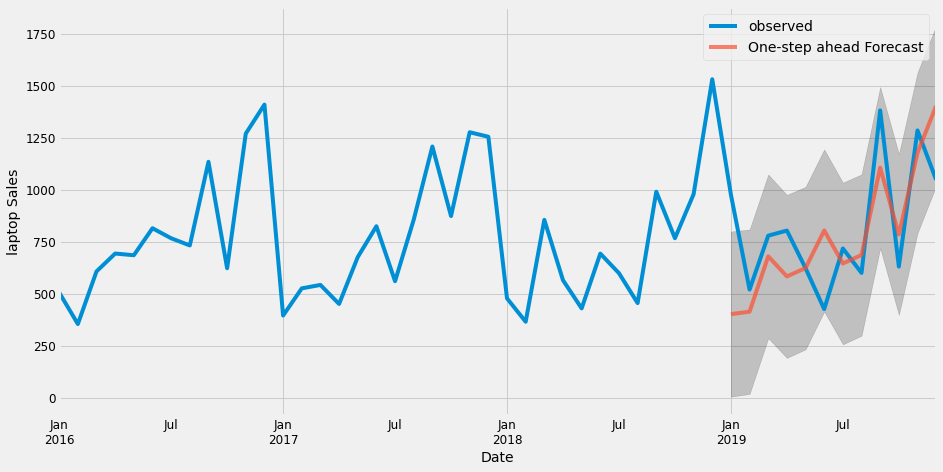 observed
One-step ahead Forecast
laptop Sales
1750
1500
1250
1000
750
500
250
0
Jan Jul Jan Jul Jan Jul Jan Jul
2016 2017 2018 2019
Date